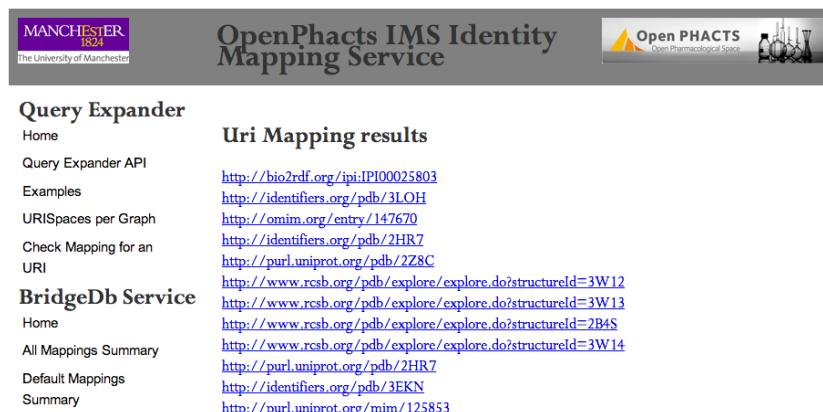 MANCHESTER
1824
The University of Manchester
OpenPhacts IMS Identity
Mapping Service
Open PHACTS
Open Pharmacological Space
Query Expander
Home
Query Expander API
Examples
URISpaces per Graph
Check Mapping for an
URI
BridgeDb Service
Home
All Mappings Summary
Default Mappings
Summary
Uri Mapping results
http://bio2rdf.org/ipi:IPI00025803
http://identifiers.org/pdb/3LOH
http://omim.org/entry/147670
http://identifiers.org/pdb/2HR7
http://purl.uniprot.org/pdb/2Z8C
http://www.rcsb.org/pdb/explore/explore.do?structureId=3W12
http://www.rcsb.org/pdb/explore/explore.do?structureId=3W13
http://www.rcsb.org/pdb/explore/explore.do?structureId=2B4S
http://www.rcsb.org/pdb/explore/explore.do?structureId=3W14
http://purl.uniprot.org/pdb/2HR7
http://identifiers.org/pdb/3EKN
http://purl.uniprot.org/mim/125853